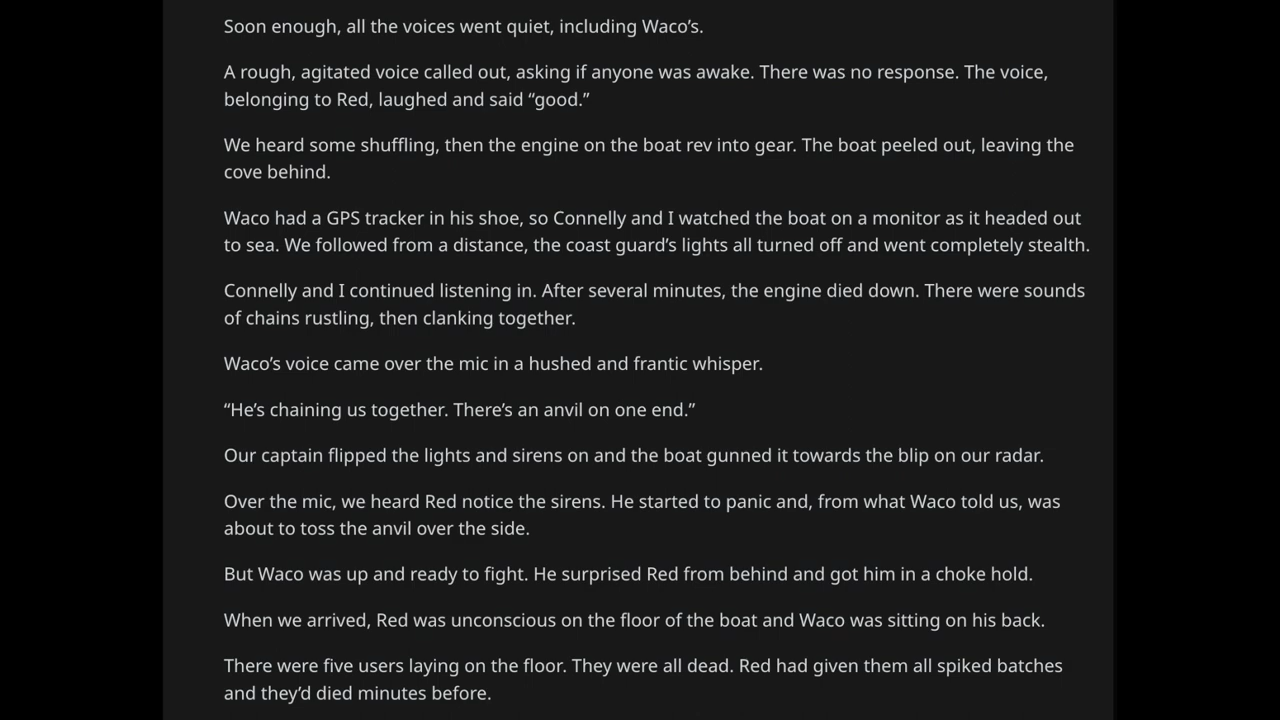 Soon enough, all the voices went quiet, including Waco’s.
A rough, agitated voice called out, asking if anyone was awake. There was no response. The voice,
belonging to Red, laughed and said “good.”
We heard some shuffling, then the engine on the boat rev into gear. The boat peeled out, leaving the
cove behind.
Waco had a GPS tracker in his shoe, so Connelly and I watched the boat on a monitor as it headed out
to sea. We followed from a distance, the coast guard’s lights all turned off and went completely stealth.
Connelly and I continued listening in. After several minutes, the engine died down. There were sounds
of chains rustling, then clanking together.
Waco’s voice came over the mic in a hushed and frantic whisper.
“He’s chaining us together. There’s an anvil on one end.”
Our captain flipped the lights and sirens on and the boat gunned it towards the blip on our radar.
Over the mic, we heard Red notice the sirens. He started to panic and, from what Waco told us, was
about to toss the anvil over the side.
But Waco was up and ready to fight. He surprised Red from behind and got him in a choke hold.
When we arrived, Red was unconscious on the floor of the boat and Waco was sitting on his back.
There were five users laying on the floor. They were all dead. Red had given them all spiked batches
and they’d died minutes before.